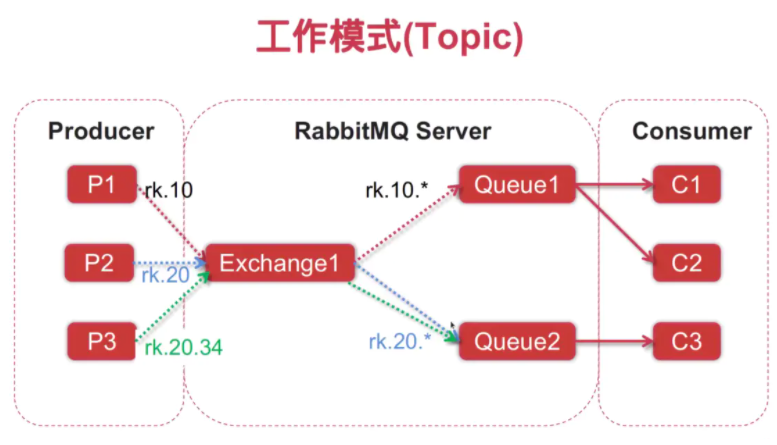 工作模式(Topic)
Producer
RabbitMQ Server
Consumer
P1
rk.10
rk.10.*
Queue1
C1
P2
rk.20
Exchange1
C2
P3
rk.20.34
rk.20.*
Queue2
C3